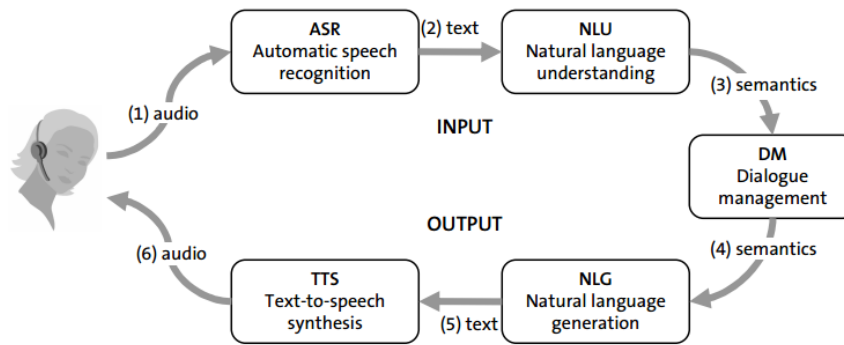 ASR
Automatic speech
recognition
(2) text
NLU
Natural language
understanding
(1) audio
(3) semantics
INPUT
DM
Dialogue
management
OUTPUT
(4) semantics
(6) audio
TTS
Text-to-speech
synthesis
(5) text
NLG
Natural language
generation